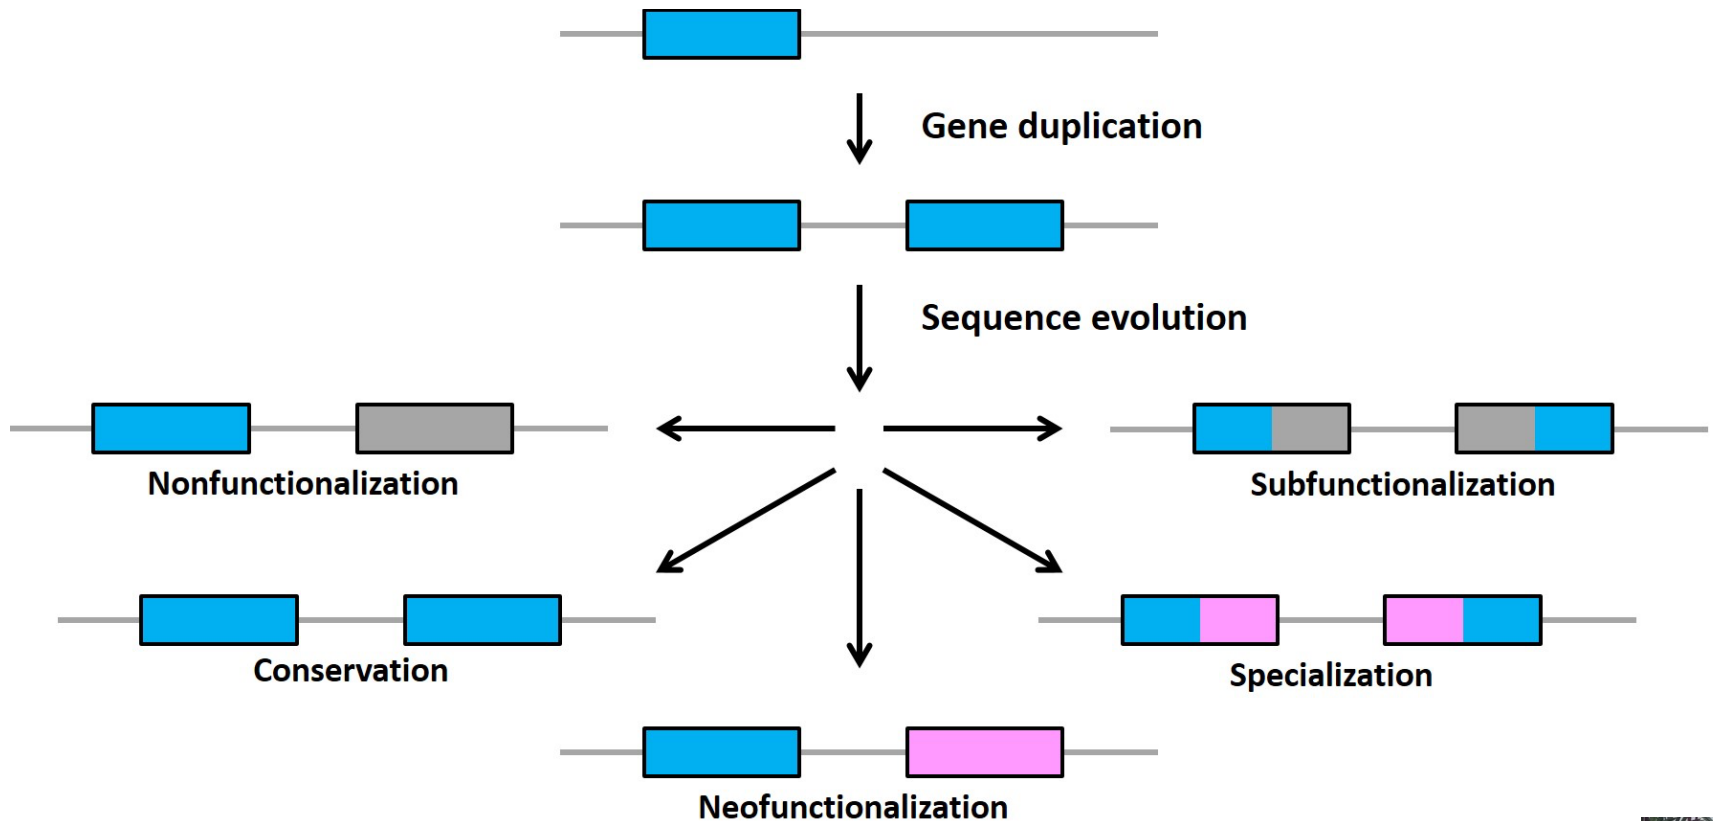 Gene duplication
Sequence evolution
Nonfunctionalization
Subfunctionalization
Conservation
Specialization
Neofunctionalization